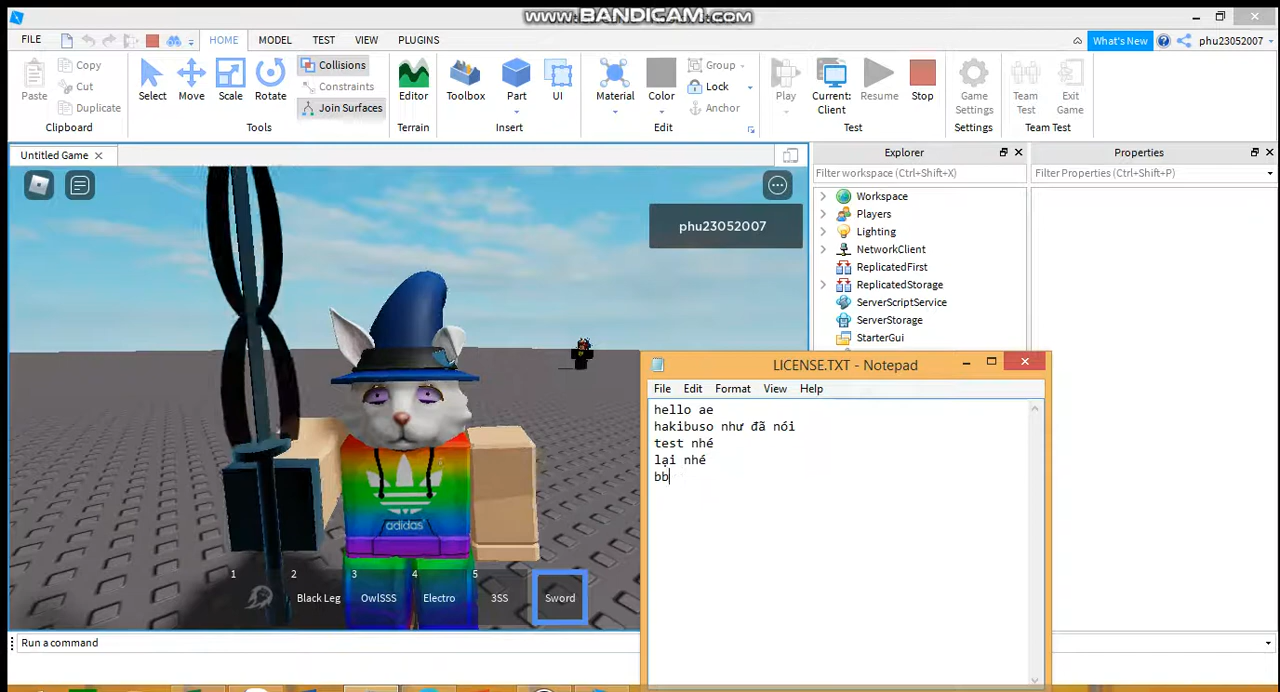 www.BANDICAM.com
FILE HOME MODEL TEST VIEW PLUGINS What's New phu23052007
Paste Copy Cut Duplicate Clipboard
Select Move Scale Rotate Collisions Constraints Join Surfaces Tools
Editor Terrain
Toolbox Part UI Insert
Material Color Group Lock Anchor Edit
Play Current: Client Resume Stop Test
Game Settings Settings
Team Test Exit Game Team Test
Untitled Game
phu23052007
1
2 Black Leg
3 OwlSSS
4 Electro
5 3SS
Sword
Explorer
Filter workspace (Ctrl+Shift+X)
Workspace
Players
Lighting
NetworkClient
ReplicatedFirst
ReplicatedStorage
ServerScriptService
ServerStorage
StarterGui
Properties
Filter Properties (Ctrl+Shift+P)
LICENSE.TXT - Notepad
File Edit Format View Help
hello ae
hakibuso như đã nói
test nhé
lại nhé
bb
adidas
Run a command